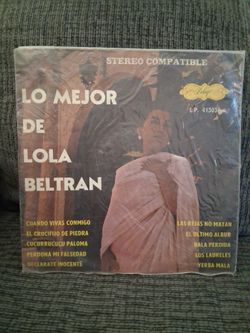 STEREO COMPATIBLE
L.P.
LO MEJOR
DE
LOLA
BELTRAN
CUANDO VIVAS CONMIGO
EL CRUCIFIJO DE PIEDRA
CUCURRUCUCU PALOMA
PERDONA MI FALSEDAD
DECLARATE INOCENTE
LAS REJAS NO MATAN
EL ULTIMO ALBUR
BALA PERDIDA
LOS LAURELES
YERBA MALA